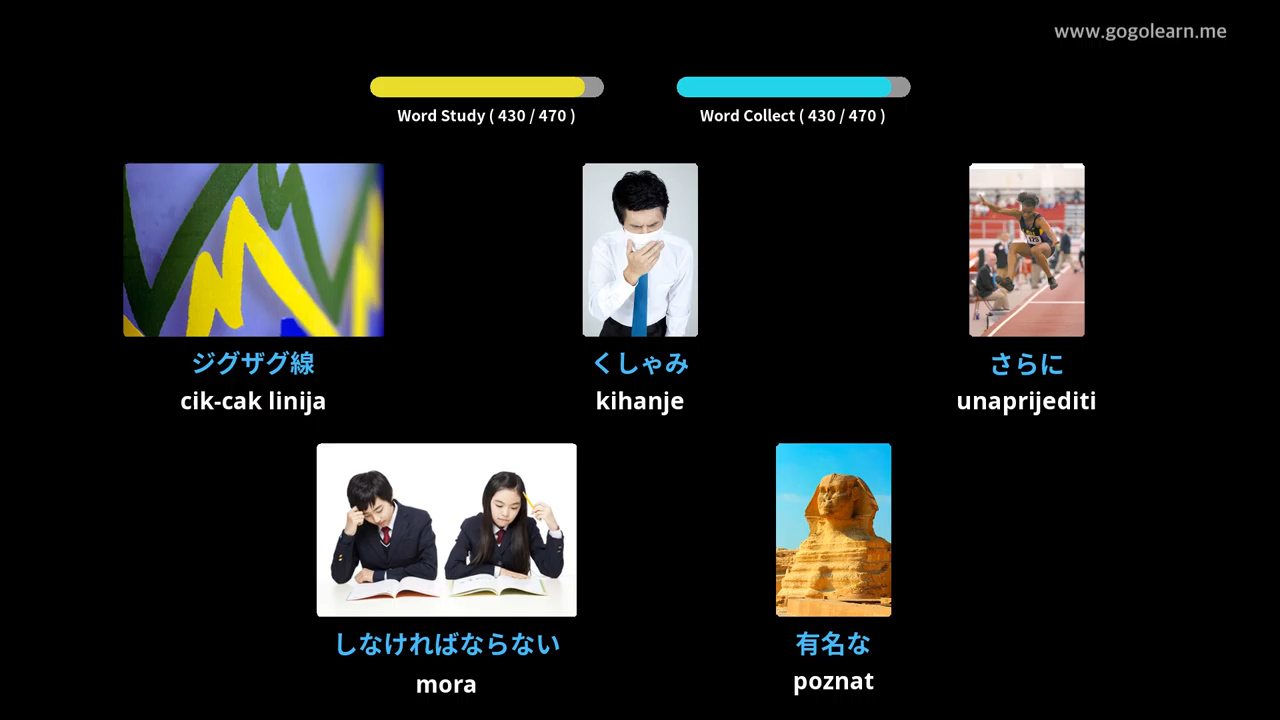 www.gogolearn.me
Word Study ( 430 / 470 )
Word Collect ( 430 / 470 )
ジグザグ線
cik-cak linija
くしゃみ
kihanje
さらに
unaprijediti
しなければならない
mora
有名な
poznat